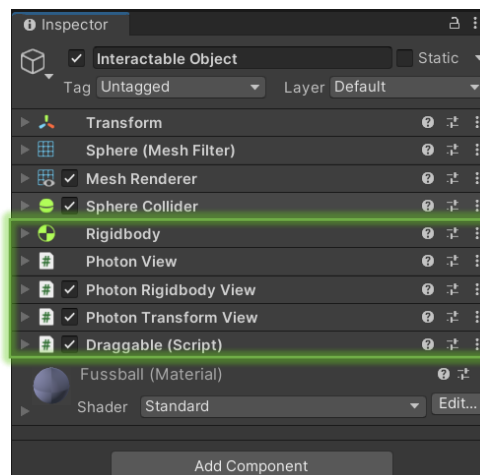 Inspector
Interactable Object Static
Tag Untagged Layer Default
Transform
Sphere (Mesh Filter)
Mesh Renderer
Sphere Collider
Rigidbody
Photon View
Photon Rigidbody View
Photon Transform View
Draggable (Script)
Fussball (Material)
Shader Standard Edit...
Add Component